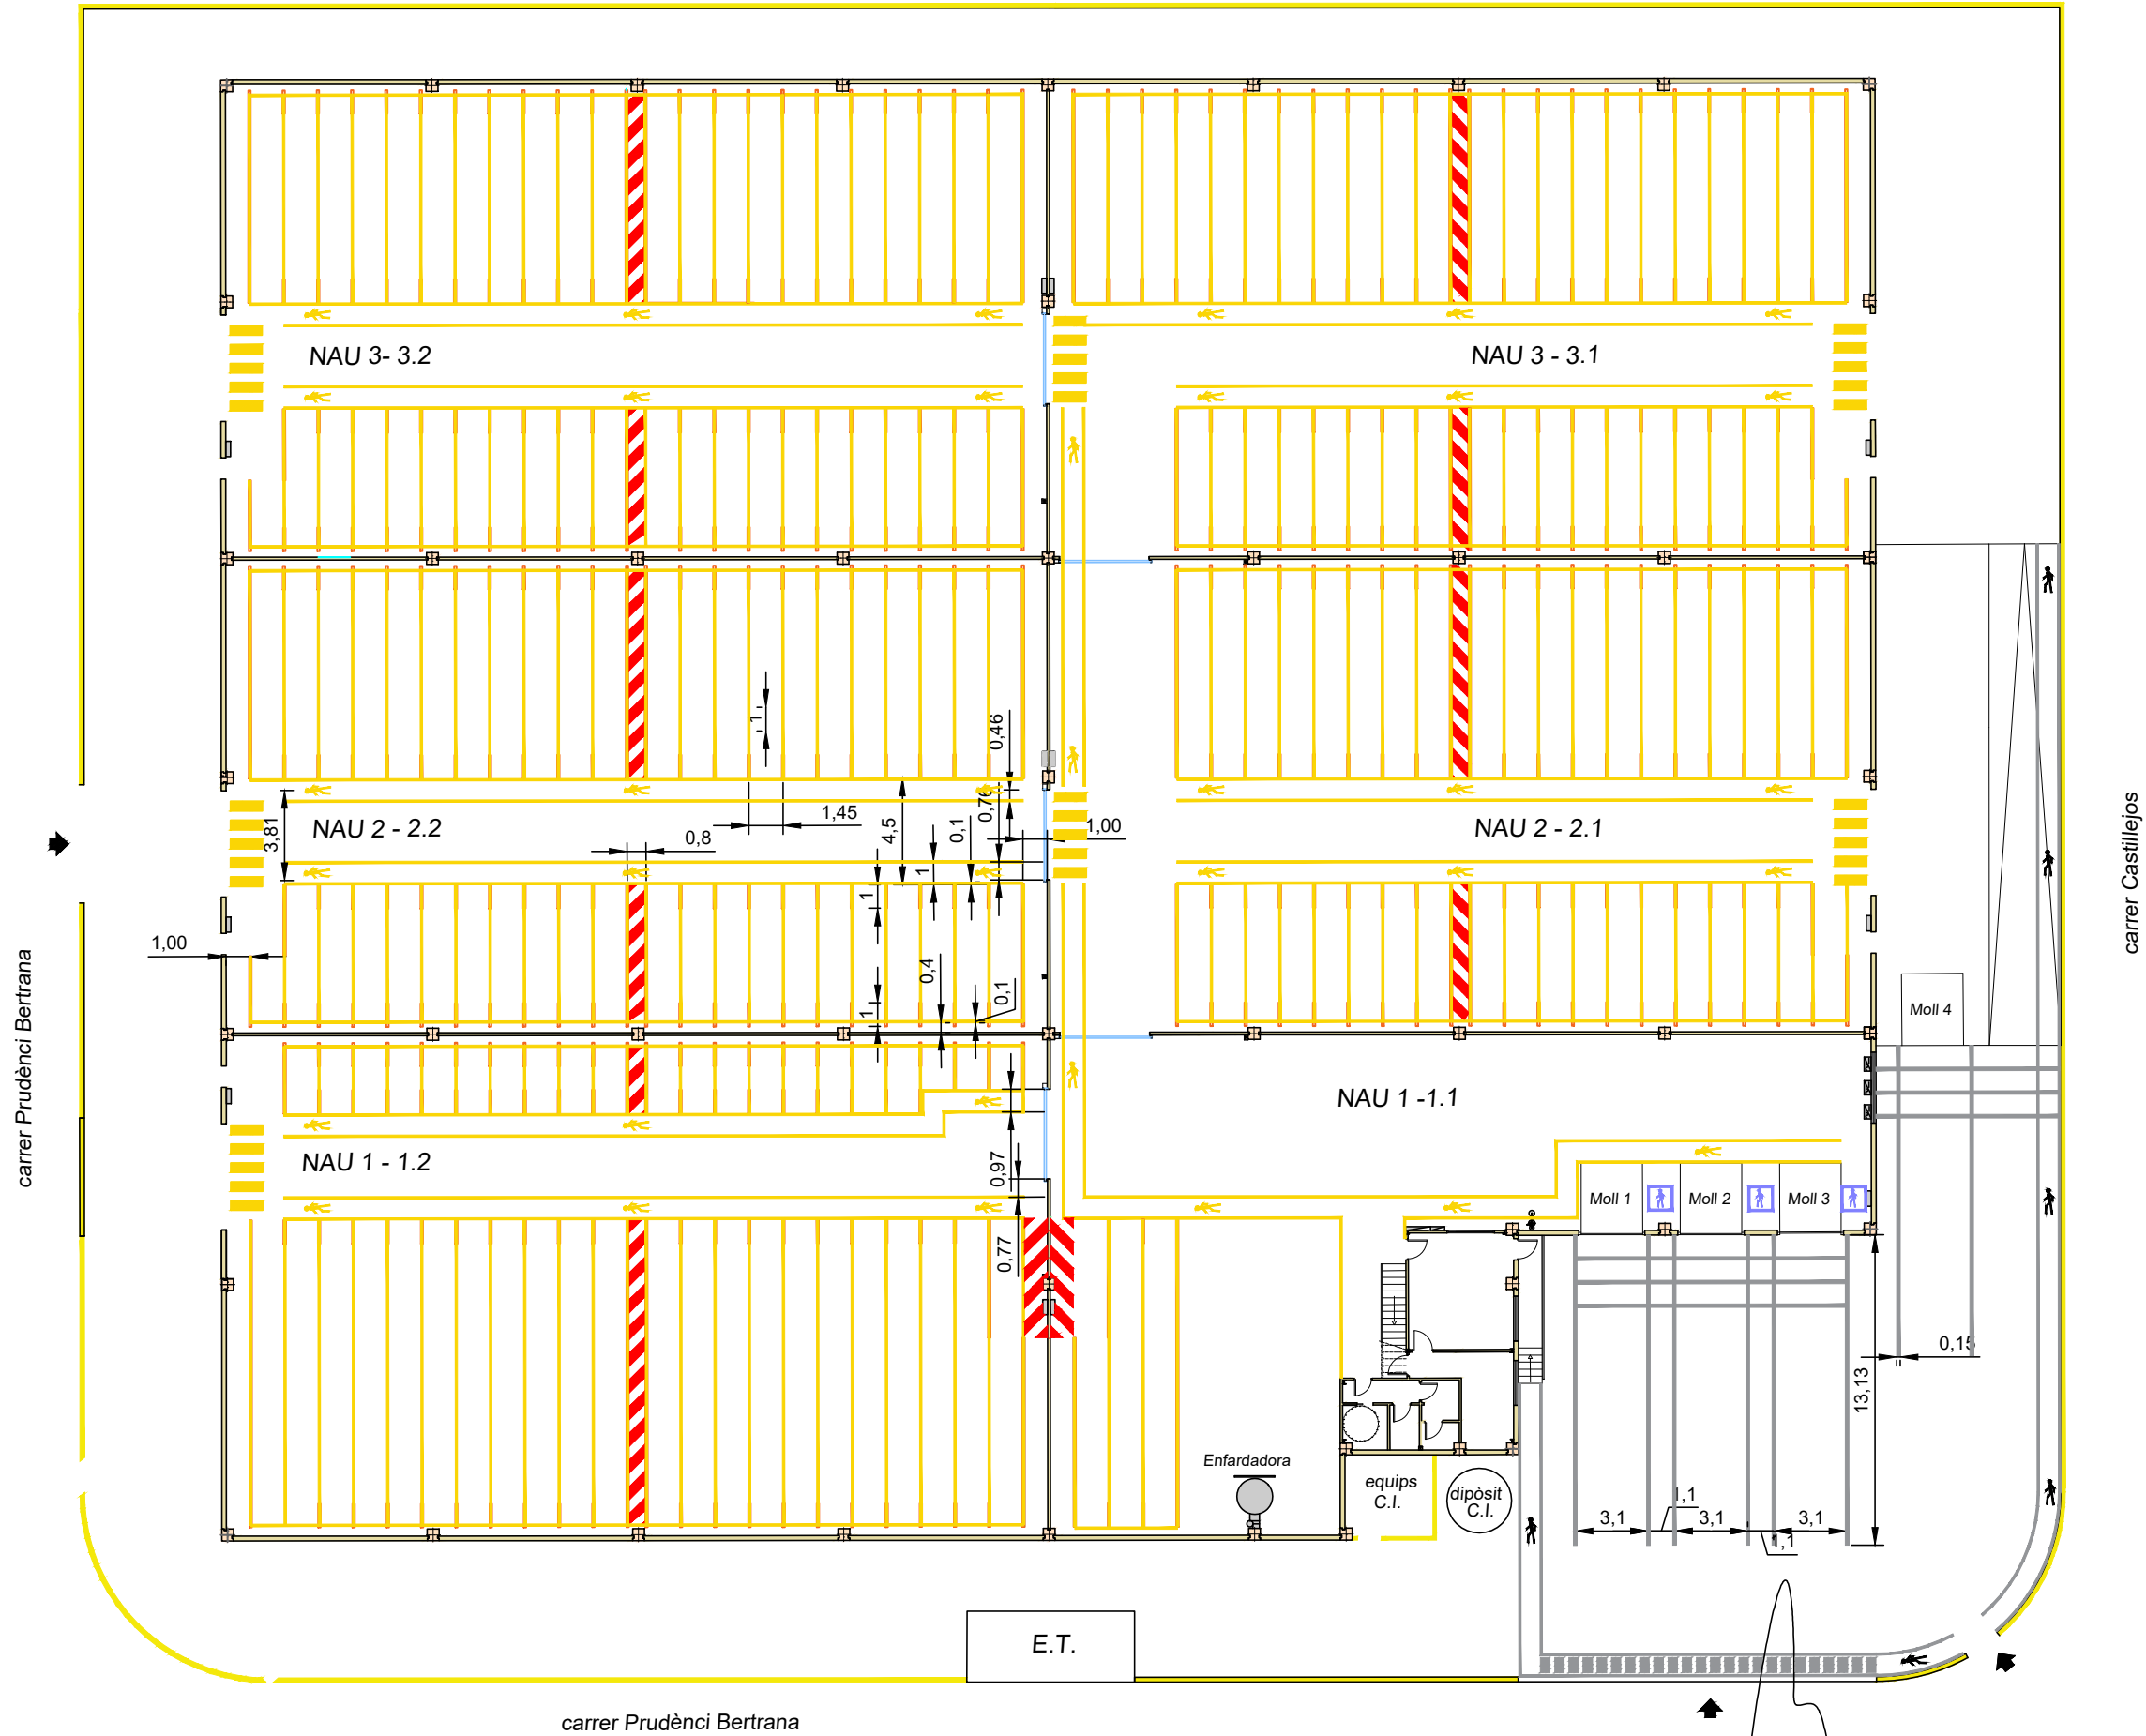 NAU 3- 3.2
NAU 3 - 3.1
0,46
1
1,45
0,8
3,81
4,5
0,76
0,1
1
1,00
NAU 2 - 2.2
NAU 2 - 2.1
carrer Castillejos
1
1,00
0,4
0,1
1
Moll 4
carrer Prudènci Bertrana
NAU 1 -1.1
NAU 1 - 1.2
0,97
0,77
Moll 1
Moll 2
Moll 3
0,15
13,13
Enfardadora
equips
C.I.
dipòsit
C.I.
1,1
3,1
3,1
3,1
1,1
E.T.
carrer Prudènci Bertrana